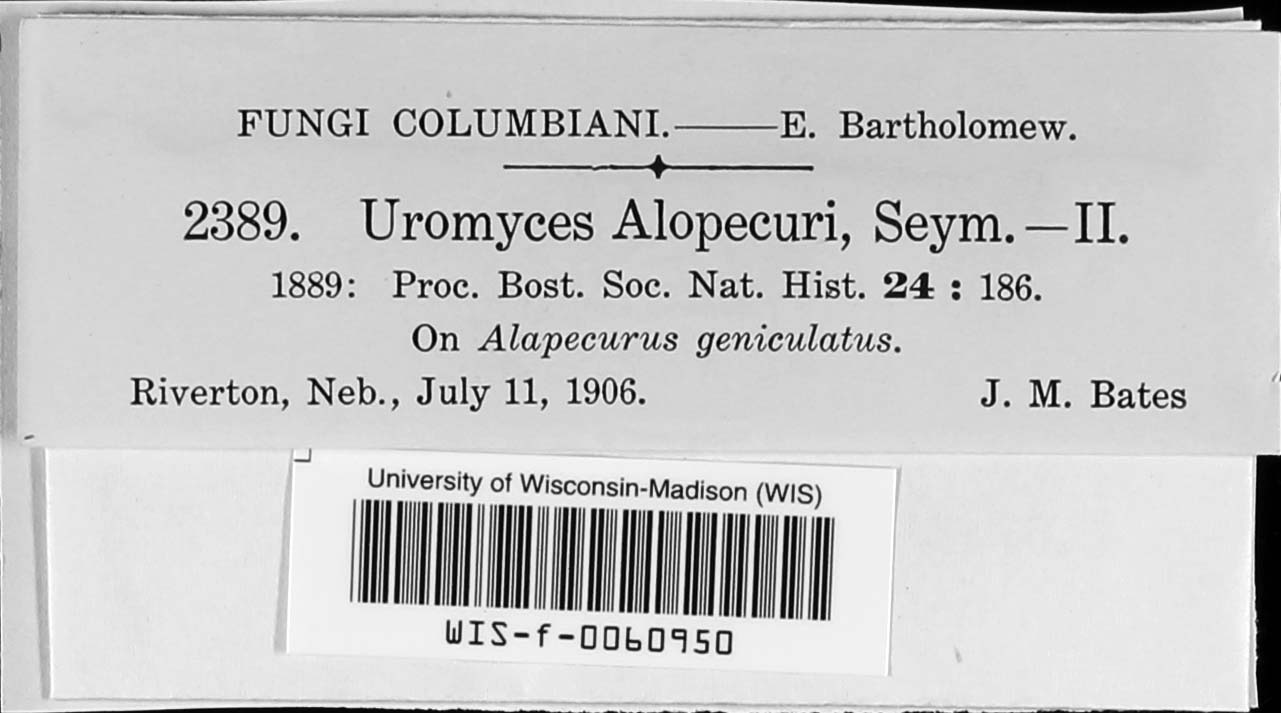 FUNGI COLUMBIANI.——E. Bartholomew.
2389. Uromyces Alopecuri, Seym.—II.
1889: Proc. Bost. Soc. Nat. Hist. 24 : 186.
On Alapecurus geniculatus.
Riverton, Neb., July 11, 1906. J. M. Bates
University of Wisconsin-Madison (WIS)
WIS-f-0060950